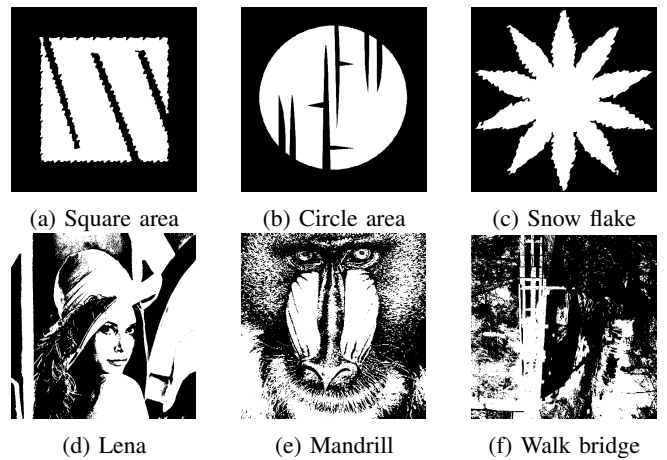 (a) Square area
(b) Circle area
(c) Snow flake
(d) Lena
(e) Mandrill
(f) Walk bridge